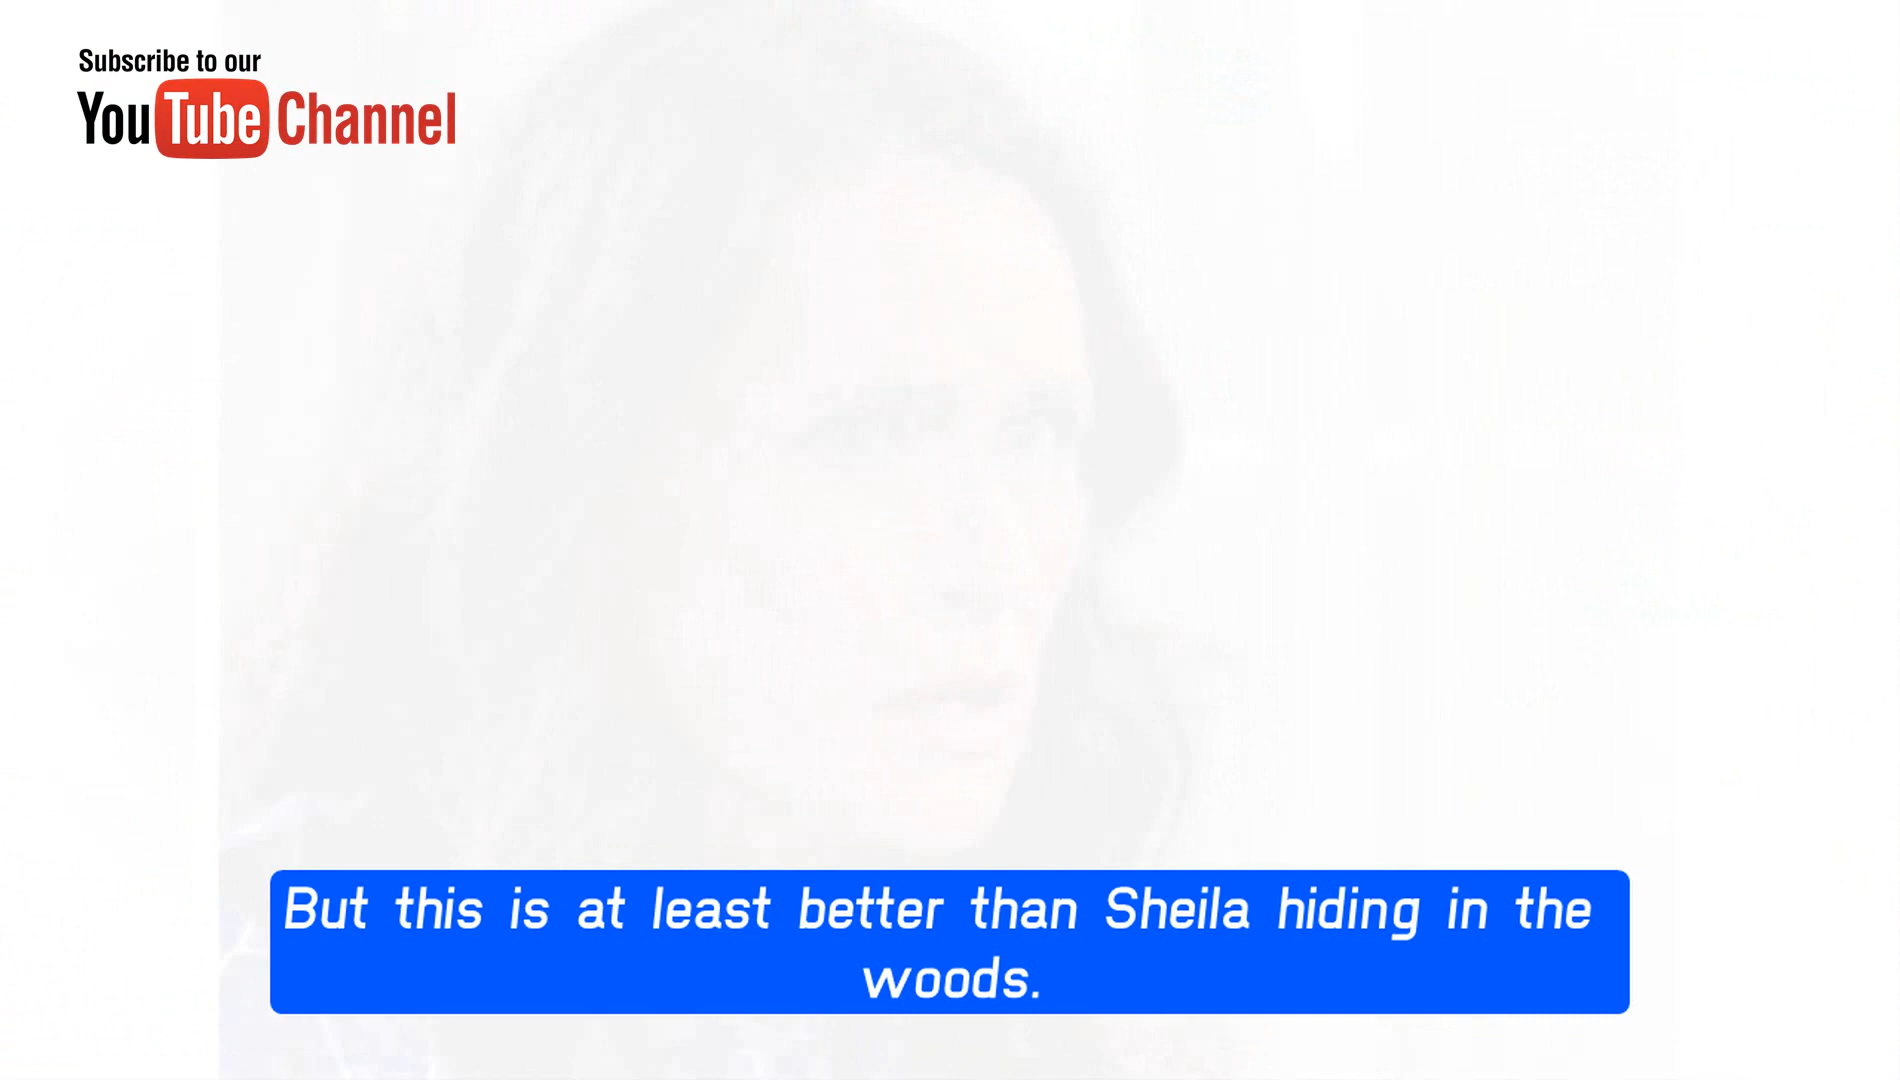 Subscribe to our
YouTube Channel
But this is at least better than Sheila hiding in the
woods.